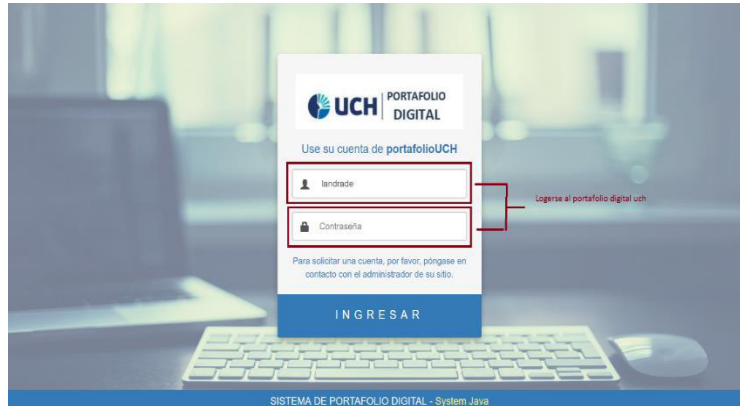 UCH
PORTAFOLIO
DIGITAL
Use su cuenta de portafolioUCH
landrade
Contraseña
Logerse al portafolio digital uch
Para solicitar una cuenta, por favor, póngase en
contacto con el administrador de su sitio.
INGRESAR
SISTEMA DE PORTAFOLIO DIGITAL - System Java